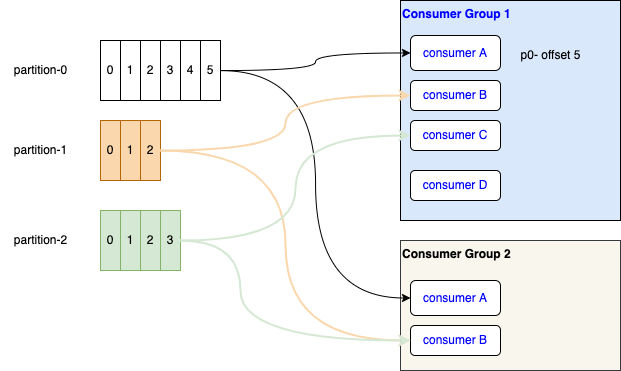 Consumer Group 1
partition-0
0 1 2 3 4 5
consumer A
p0- offset 5
consumer B
partition-1
0 1 2
consumer C
consumer D
partition-2
0 1 2 3
Consumer Group 2
consumer A
consumer B